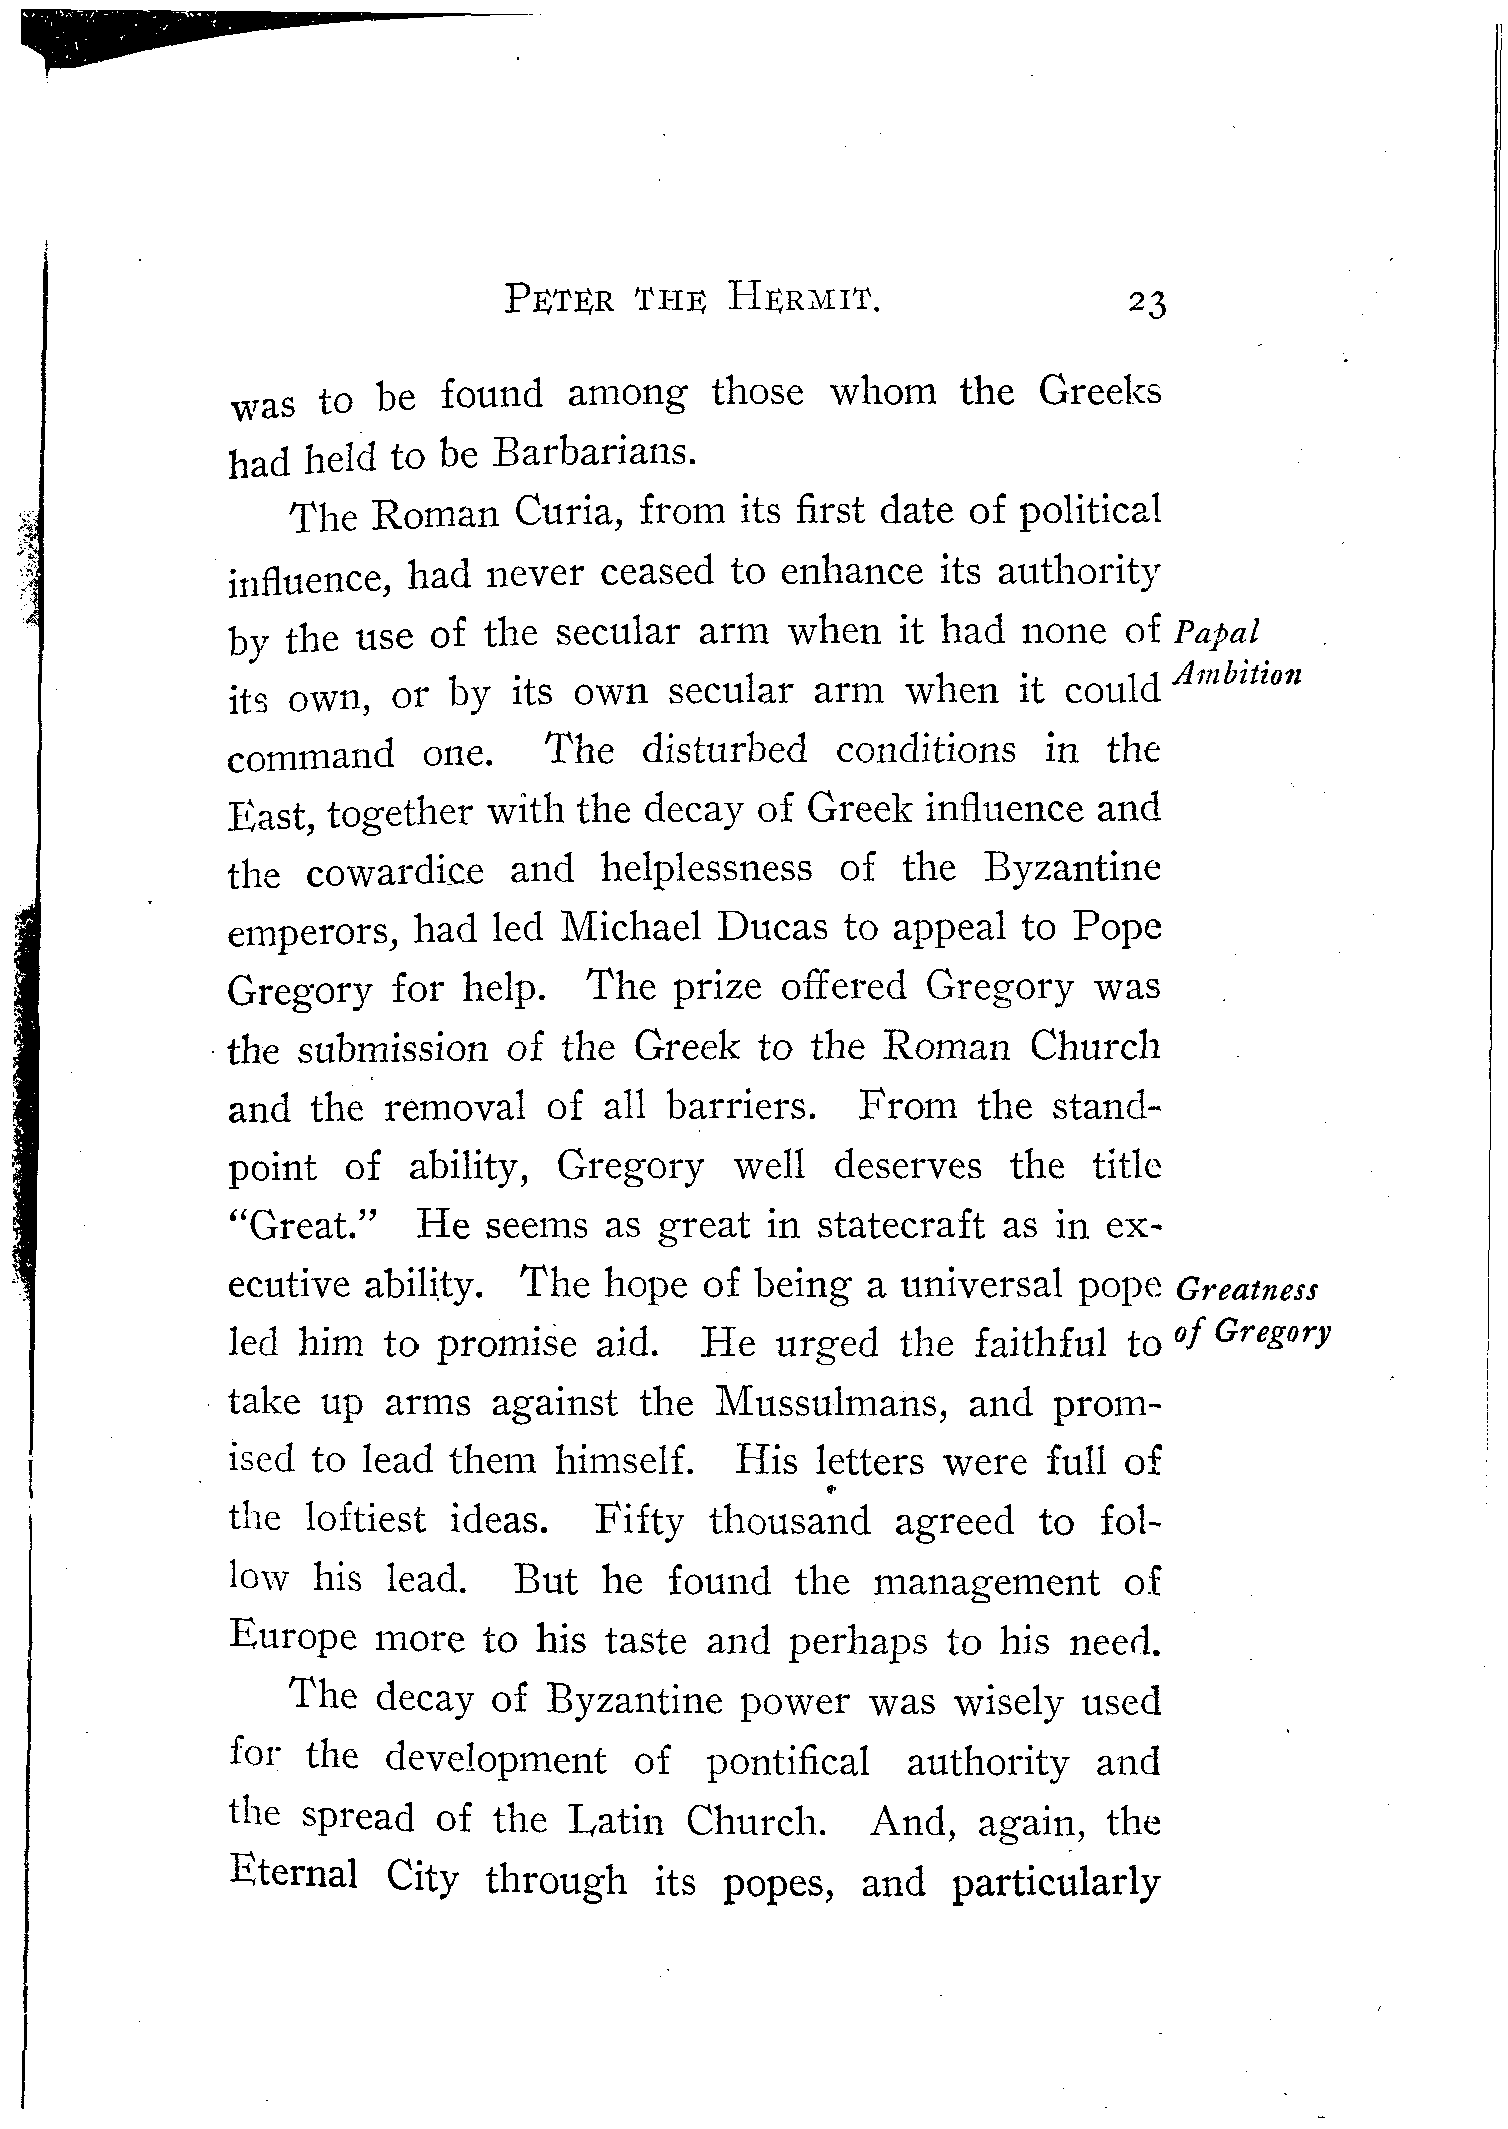 PETER THE HERMIT. 23
was to be found among those whom the Greeks
had held to be Barbarians.
The Roman Curia, from its first date of political
influence, had never ceased to enhance its authority
by the use of the secular arm when it had none of Papal
its own, or by its own secular arm when it could Ambition
command one. The disturbed conditions in the
East, together with the decay of Greek influence and
the cowardice and helplessness of the Byzantine
emperors, had led Michael Ducas to appeal to Pope
Gregory for help. The prize offered Gregory was
the submission of the Greek to the Roman Church
and the removal of all barriers. From the stand-
point of ability, Gregory well deserves the title
“Great.” He seems as great in statecraft as in ex-
ecutive ability. The hope of being a universal pope Greatness
led him to promise aid. He urged the faithful to of Gregory
take up arms against the Mussulmans, and prom-
ised to lead them himself. His letters were full of
the loftiest ideas. Fifty thousand agreed to fol-
low his lead. But he found the management of
Europe more to his taste and perhaps to his need.
The decay of Byzantine power was wisely used
for the development of pontifical authority and
the spread of the Latin Church. And, again, the
Eternal City through its popes, and particularly